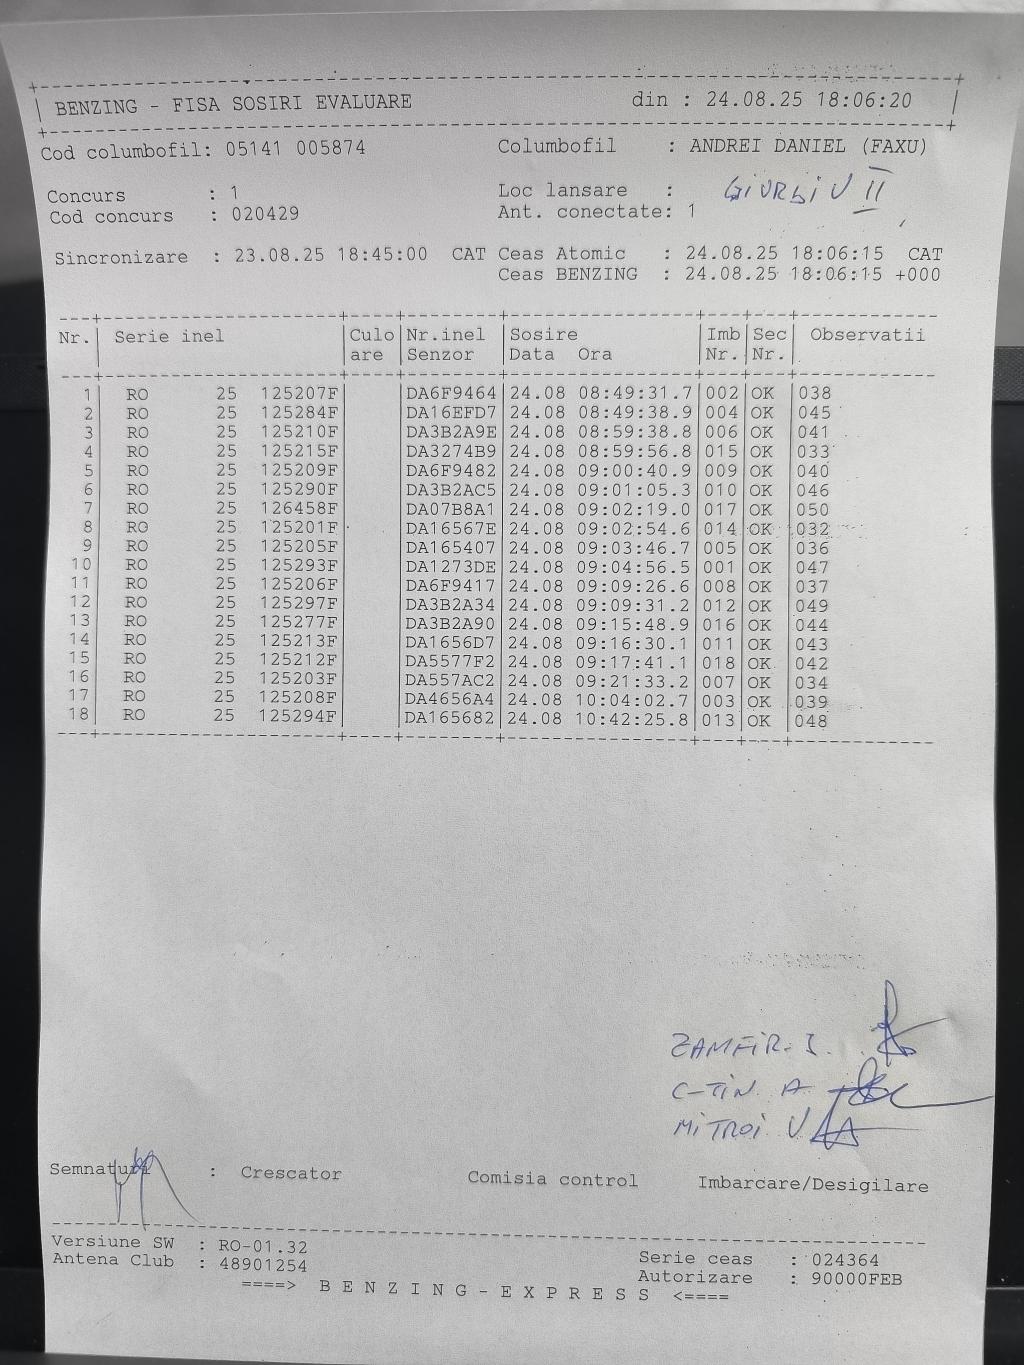 BENZING - FISA SOSIRI EVALUARE din : 24.08.25 18:06:20
Cod columbofil: 05141 005874 Columbofil : ANDREI DANIEL (FAXU)
Concurs : 1 Loc lansare : GiURGiU II
Cod concurs : 020429 Ant. conectate: 1
Sincronizare : 23.08.25 18:45:00 CAT Ceas Atomic : 24.08.25 18:06:15 CAT
Ceas BENZING : 24.08.25 18:06:15 +000
Nr. Serie inel Culo Nr.inel Sosire Imb Sec Observatii
are Senzor Data Ora Nr. Nr.
1 RO 25 125207F DA6F9464 24.08 08:49:31.7 002 OK 038
2 RO 25 125284F DA16EFD7 24.08 08:49:38.9 004 OK 045
3 RO 25 125210F DA3B2A9E 24.08 08:59:38.8 006 OK 041
4 RO 25 125215F DA3274B9 24.08 08:59:56.8 015 OK 033
5 RO 25 125209F DA6F9482 24.08 09:00:40.9 009 OK 040
6 RO 25 125290F DA3B2AC5 24.08 09:01:05.3 010 OK 046
7 RO 25 126458F DA07B8A1 24.08 09:02:19.0 017 OK 050
8 RO 25 125201F DA16567E 24.08 09:02:54.6 014 OK 032
9 RO 25 125205F DA165407 24.08 09:03:46.7 005 OK 036
10 RO 25 125293F DA1273DE 24.08 09:04:56.5 001 OK 047
11 RO 25 125206F DA6F9417 24.08 09:09:26.6 008 OK 037
12 RO 25 125297F DA3B2A34 24.08 09:09:31.2 012 OK 049
13 RO 25 125277F DA3B2A90 24.08 09:15:48.9 016 OK 044
14 RO 25 125213F DA1656D7 24.08 09:16:30.1 011 OK 043
15 RO 25 125212F DA5577F2 24.08 09:17:41.1 018 OK 042
16 RO 25 125203F DA557AC2 24.08 09:21:33.2 007 OK 034
17 RO 25 125208F DA4656A4 24.08 10:04:02.7 003 OK 039
18 RO 25 125294F DA165682 24.08 10:42:25.8 013 OK 048
ZAMFiR. I.
C-TiN. A
MiTROi V
Semnaturi : Crescator Comisia control Imbarcare/Desigilare
Versiune SW : RO-01.32 Serie ceas : 024364
Antena Club : 48901254 Autorizare : 90000FEB
====> B E N Z I N G - E X P R E S S <====